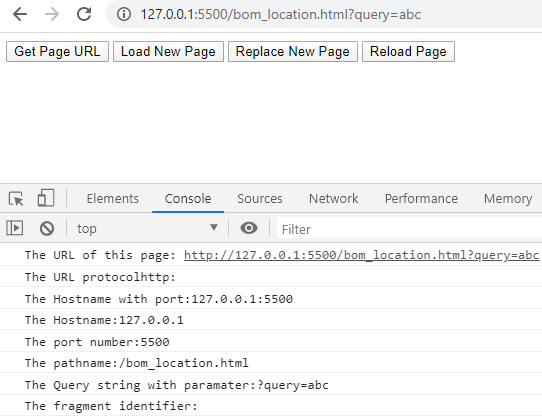 127.0.0.1:5500/bom_location.html?query=abc
Get Page URL Load New Page Replace New Page Reload Page
Elements Console Sources Network Performance Memory
top Filter
The URL of this page: http://127.0.0.1:5500/bom_location.html?query=abc
The URL protocolhttp:
The Hostname with port:127.0.0.1:5500
The Hostname:127.0.0.1
The port number:5500
The pathname:/bom_location.html
The Query string with paramater:?query=abc
The fragment identifier: